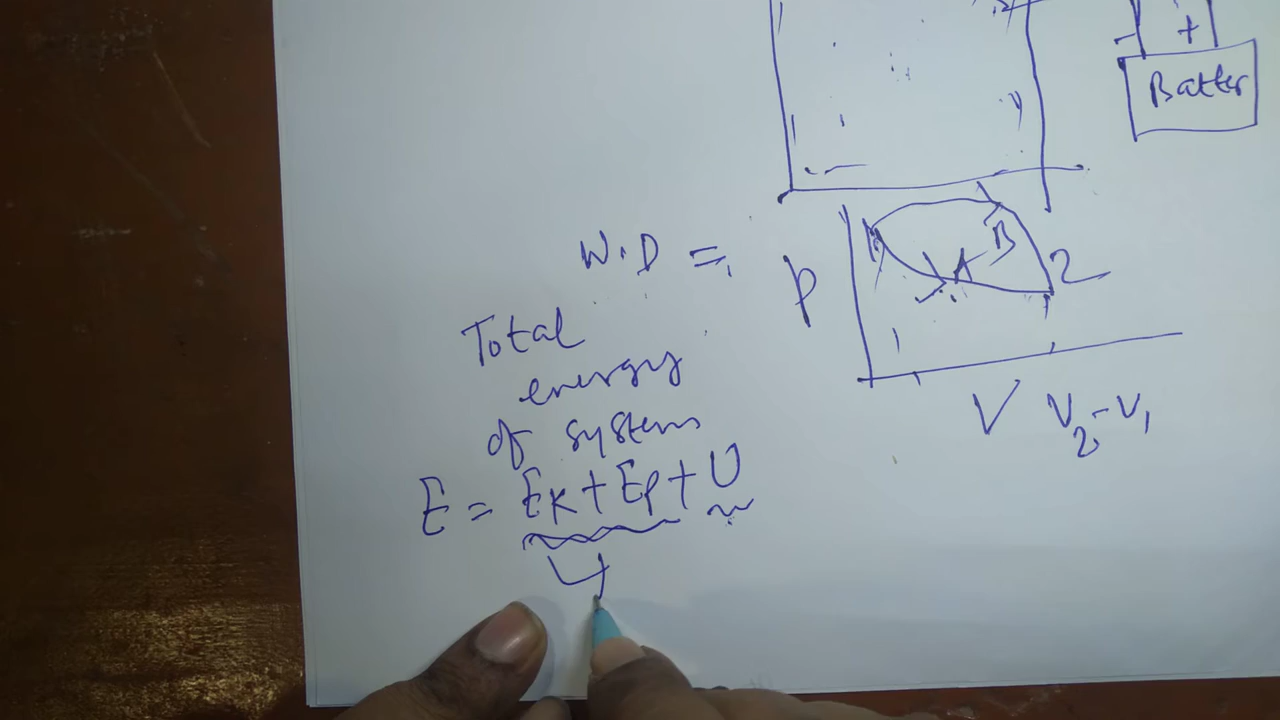 - +
Batter
W.D =
P
1
A
B
2
V V₂-V₁
Total
energy
of system
E = EK + EP + U